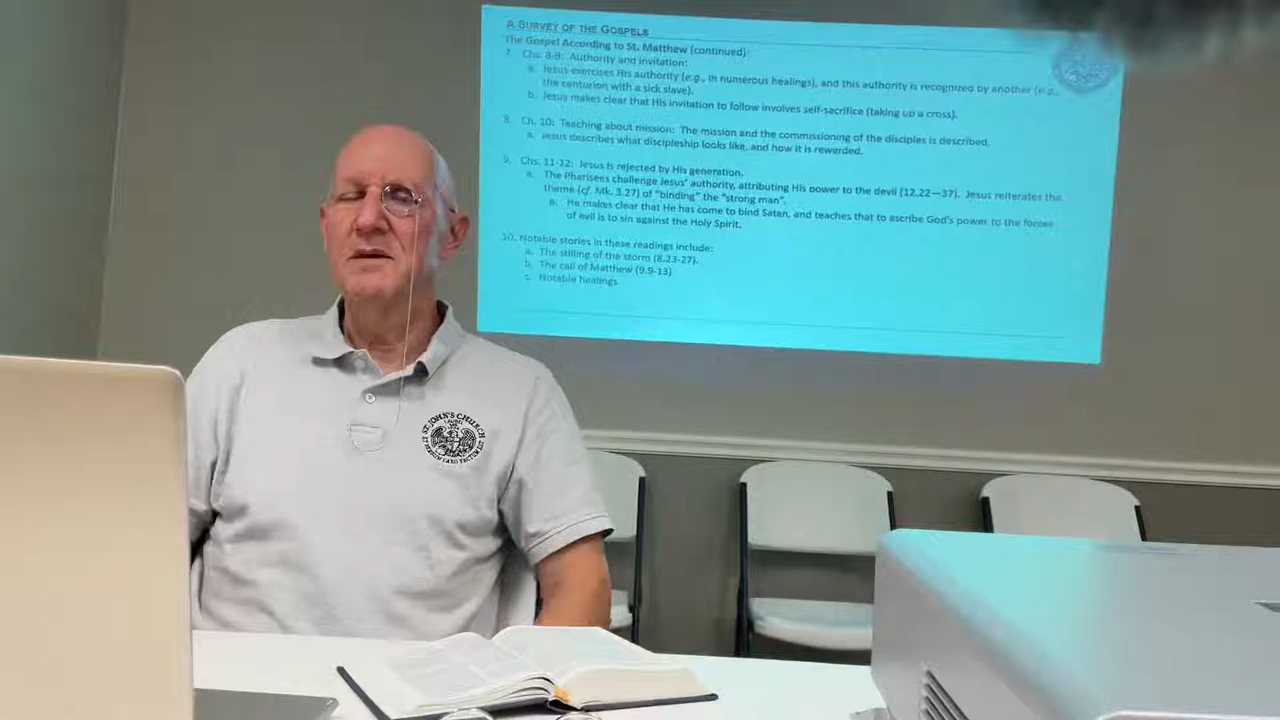 A SURVEY OF THE GOSPELS
The Gospel According to St. Matthew (continued)
7. Chs. 8-9: Authority and invitation:
a. Jesus exercises His authority (e.g., in numerous healings), and this authority is recognized by another (e.g.,
the centurion with a sick slave).
b. Jesus makes clear that His invitation to follow involves self-sacrifice (taking up a cross).
8. Ch. 10: Teaching about mission: The mission and the commissioning of the disciples is described.
a. Jesus describes what discipleship looks like, and how it is rewarded.
9. Chs. 11-12: Jesus is rejected by His generation.
a. The Pharisees challenge Jesus' authority, attributing His power to the devil (12.22—37). Jesus reiterates the
theme (cf. Mk. 3.27) of "binding" the "strong man".
a. He makes clear that He has come to bind Satan, and teaches that to escribe God's power to the forces
of evil is to sin against the Holy Spirit.
10. Notable stories in these readings include:
a. The stilling of the storm (8.23-27).
b. The call of Matthew (9.9-13)
c. Notable healings.
ST. JOHN'S CHURCH